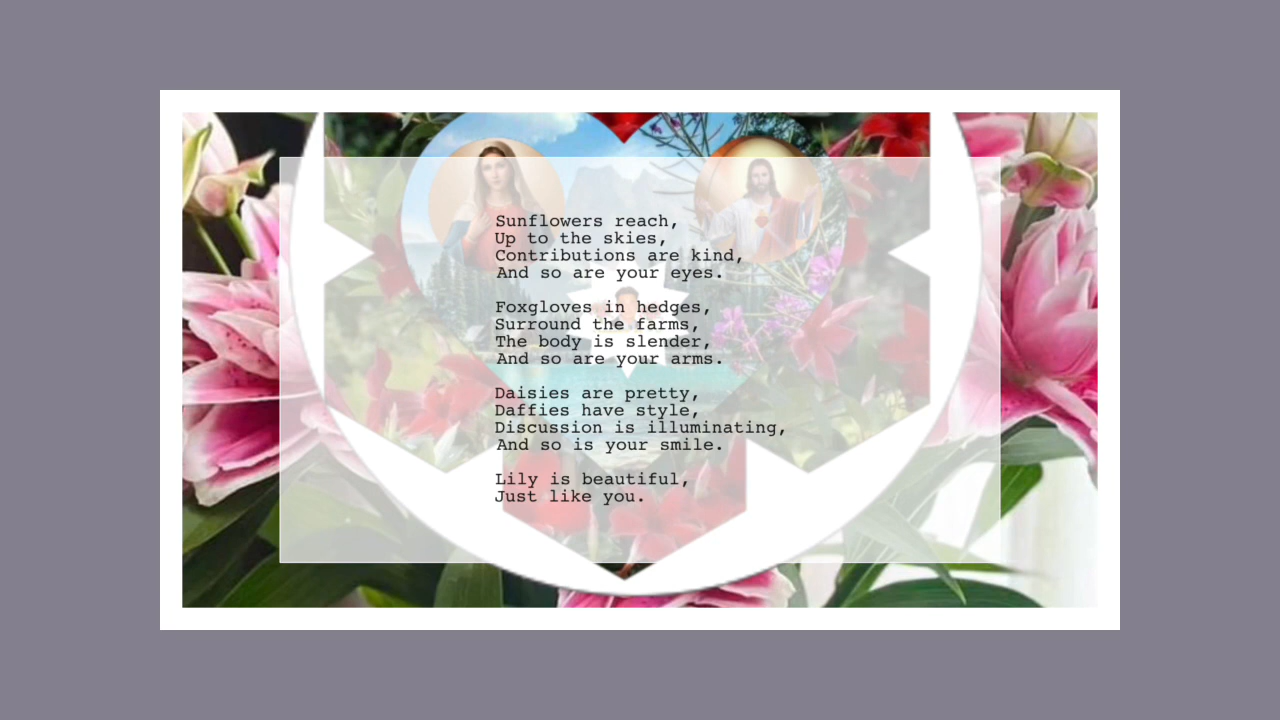 Sunflowers reach,
Up to the skies,
Contributions are kind,
And so are your eyes.
Foxgloves in hedges,
Surround the farms,
The body is slender,
And so are your arms.
Daisies are pretty,
Daffies have style,
Discussion is illuminating,
And so is your smile.
Lily is beautiful,
Just like you.